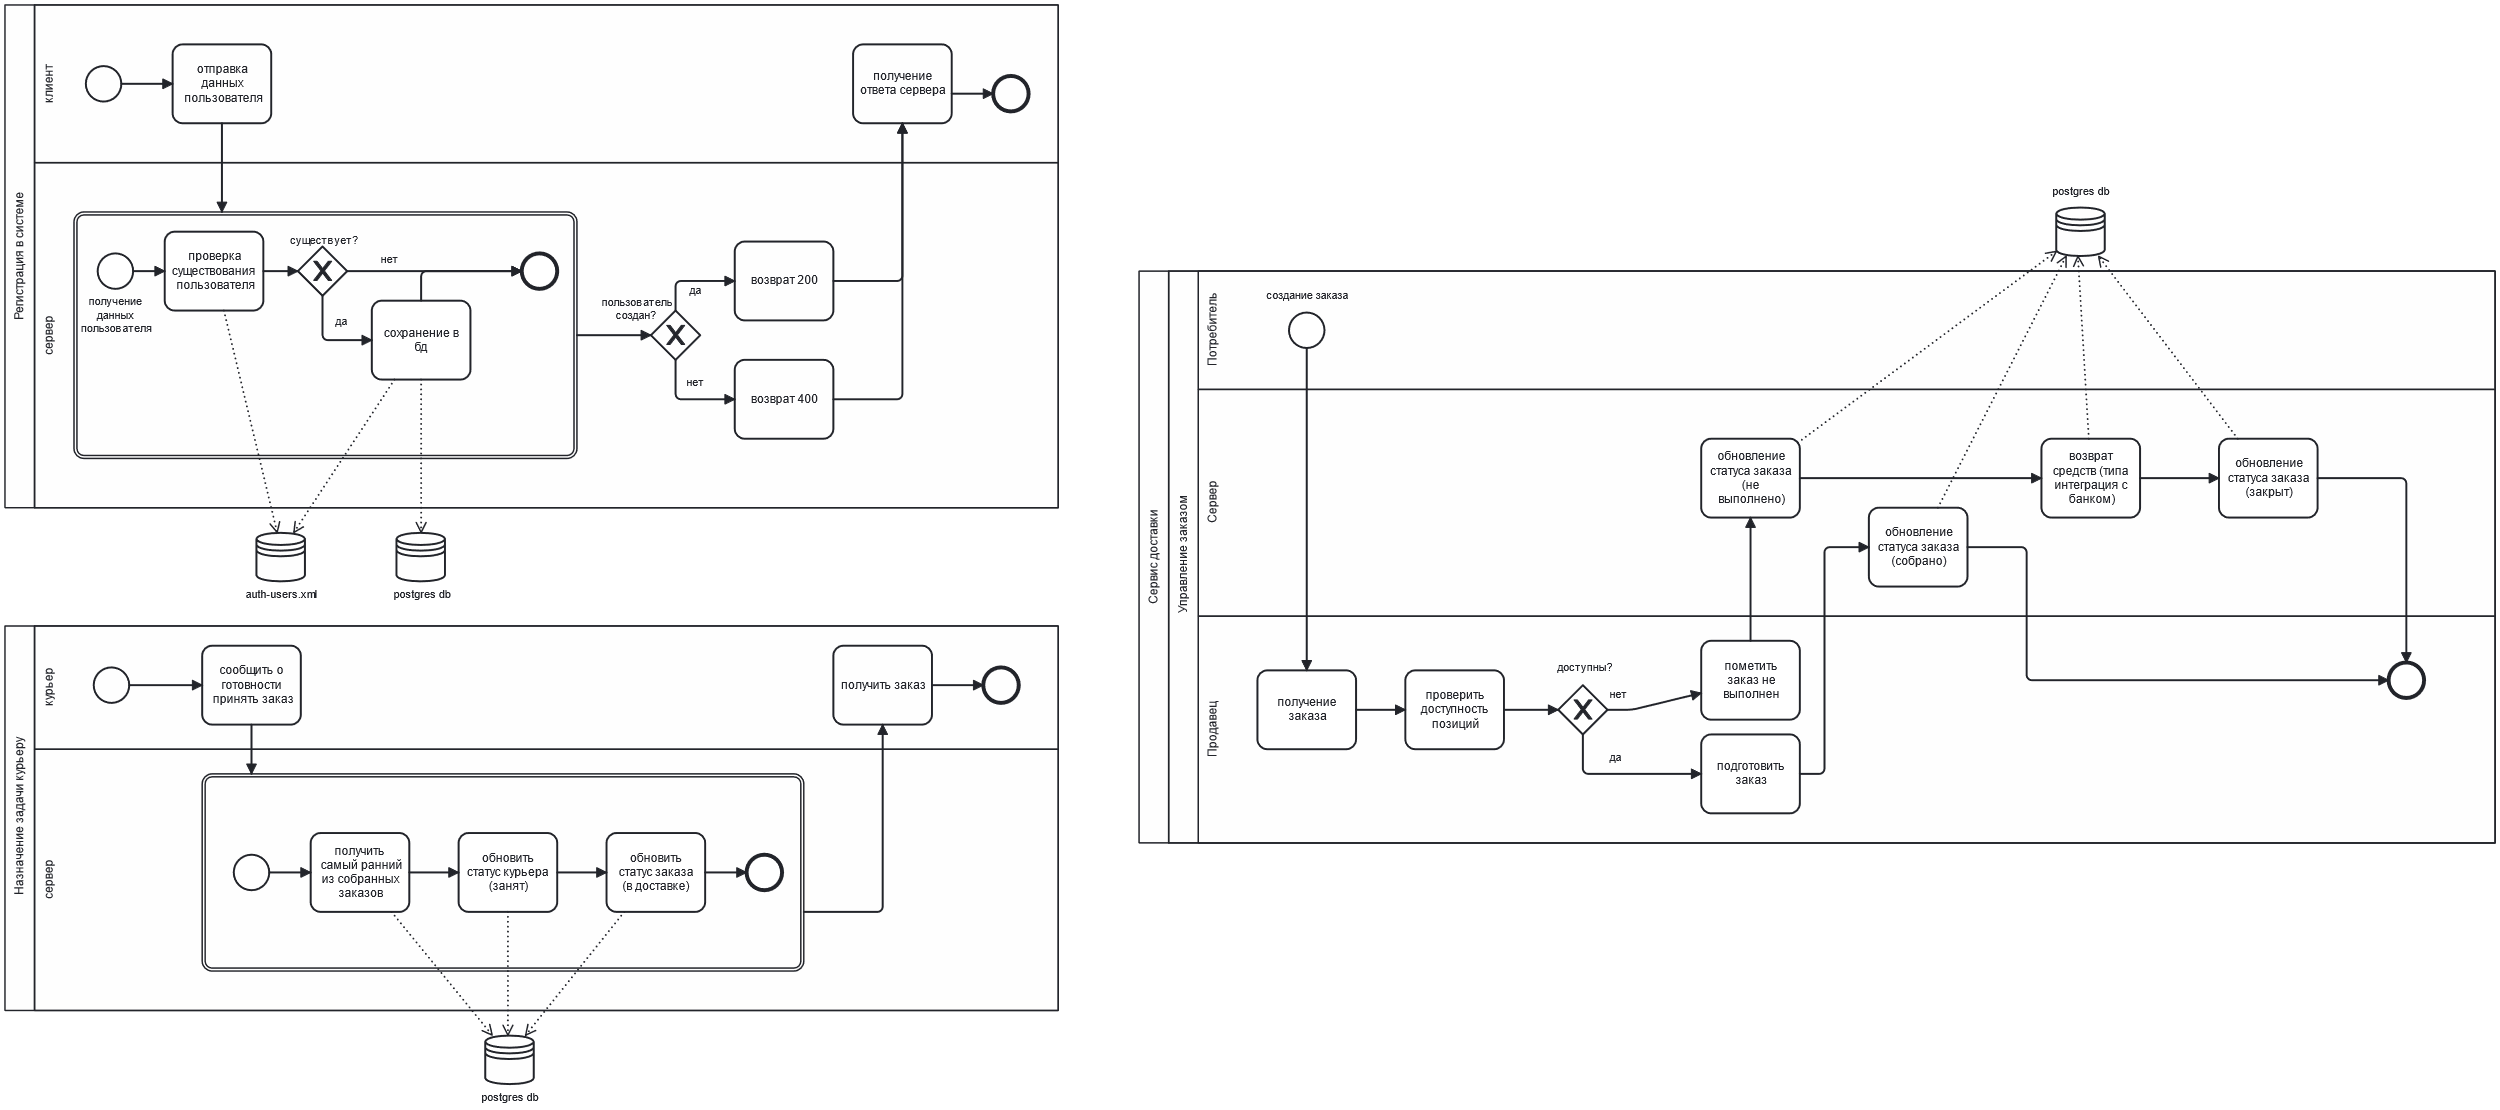 Регистрация в системе
клиент
отправка
данных
пользователя
получение
ответа сервера
сервер
получение
данных
пользователя
проверка
существования
пользователя
существует?
нет
да
сохранение в
бд
пользователь
создан?
да
нет
возврат 200
возврат 400
auth-users.xml
postgres db
Назначение задачи курьеру
курьер
сообщить о
готовности
принять заказ
получить заказ
сервер
получить
самый ранний
из собранных
заказов
обновить
статус курьера
(занят)
обновить
статус заказа
(в доставке)
postgres db
postgres db
Сервис доставки
Управление заказом
Потребитель
создание заказа
Сервер
обновление
статуса заказа
(не
выполнено)
обновление
статуса заказа
(собрано)
возврат
средств (типа
интеграция с
банком)
обновление
статуса заказа
(закрыт)
Продавец
получение
заказа
проверить
доступность
позиций
доступны?
нет
да
пометить
заказ не
выполнен
подготовить
заказ